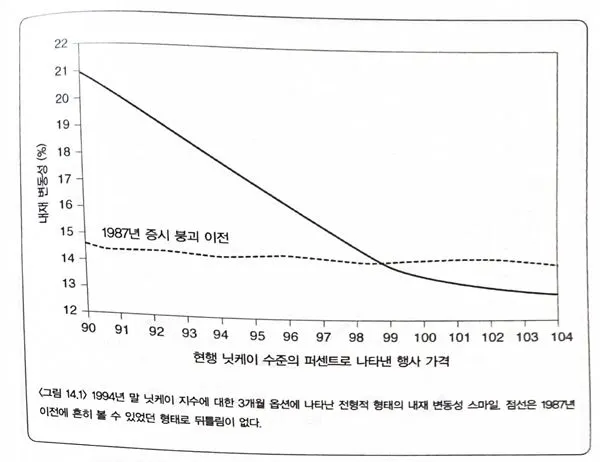 22
21
20
19
18
17
16
15
14
13
12
내재 변동성 (%)
1987년 증시 붕괴 이전
90 91 92 93 94 95 96 97 98 99 100 101 102 103 104
현행 닛케이 수준의 퍼센트로 나타낸 행사 가격
<그림 14.1> 1994년 말 닛케이 지수에 대한 3개월 옵션에 나타난 전형적 형태의 내재 변동성 스마일. 점선은 1987년
이전에 흔히 볼 수 있었던 형태로 뒤틀림이 없다.